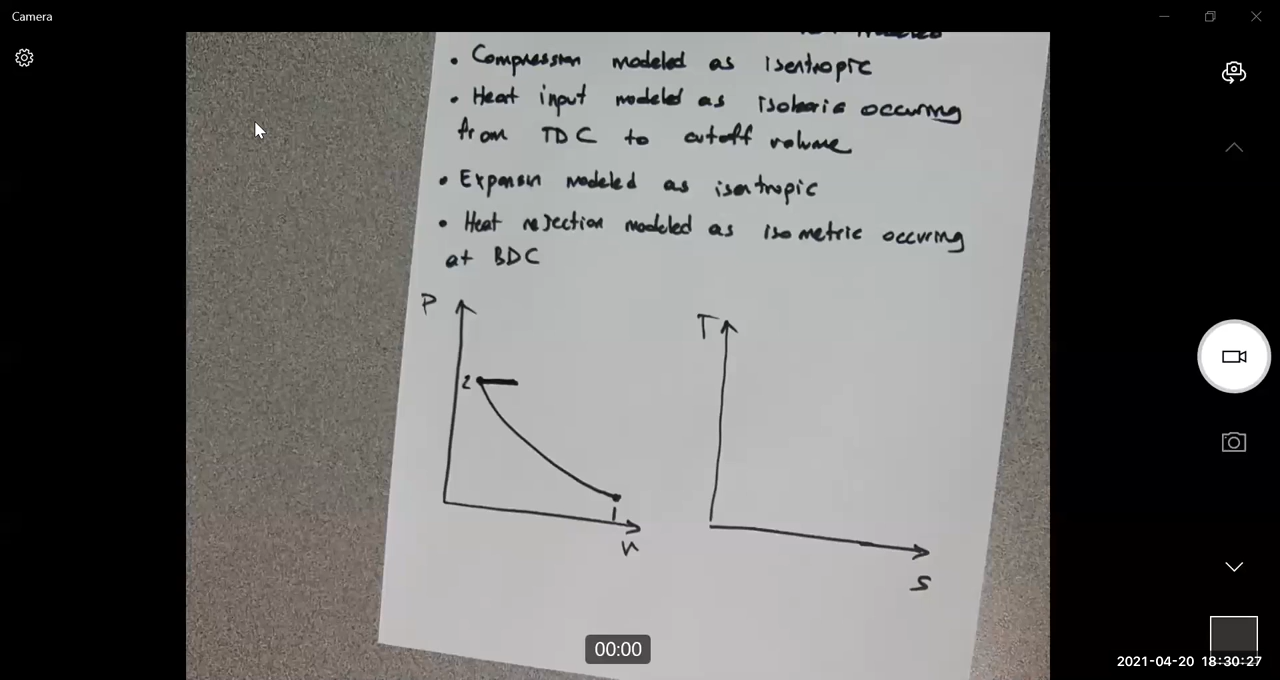 Camera
• Compression modeled as isentropic
• Heat input modeled as isobaric occuring
from TDC to cutoff volume
• Expansin modeled as isentropic
• Heat rejection modeled as isometric occuring
at BDC
P
T
2
1
s
00:00
2021-04-20 18:30:27